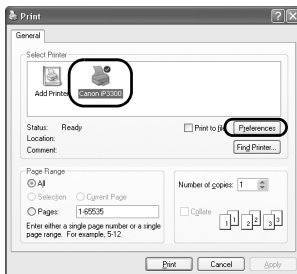 Print
General
Select Printer
Add Printer
Canon iP3300
Status: Ready
Location:
Comment:
Print to file
Preferences
Find Printer...
Page Range
All
Selection
Current Page
Pages: 1-65535
Enter either a single page number or a single
page range. For example, 5-12
Number of copies: 1
Collate
1 1 2 2 3 3
Print
Cancel
Apply